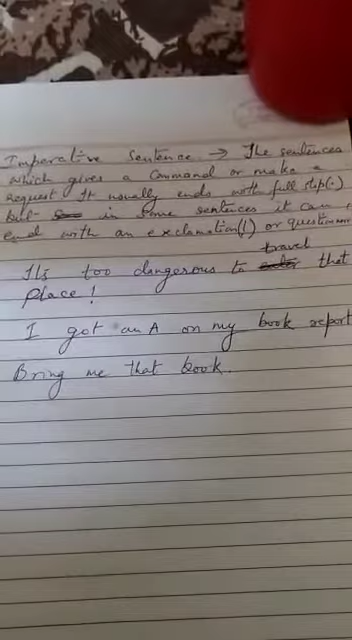 Imperative Sentence → The sentences
which gives a Command or make a
request It usually ends with full stop(.)
but in some sentences it can
end with an exclamation(!) or question
travel
Its too dangerous to that
place!
I got an A on my book report
Bring me that book.